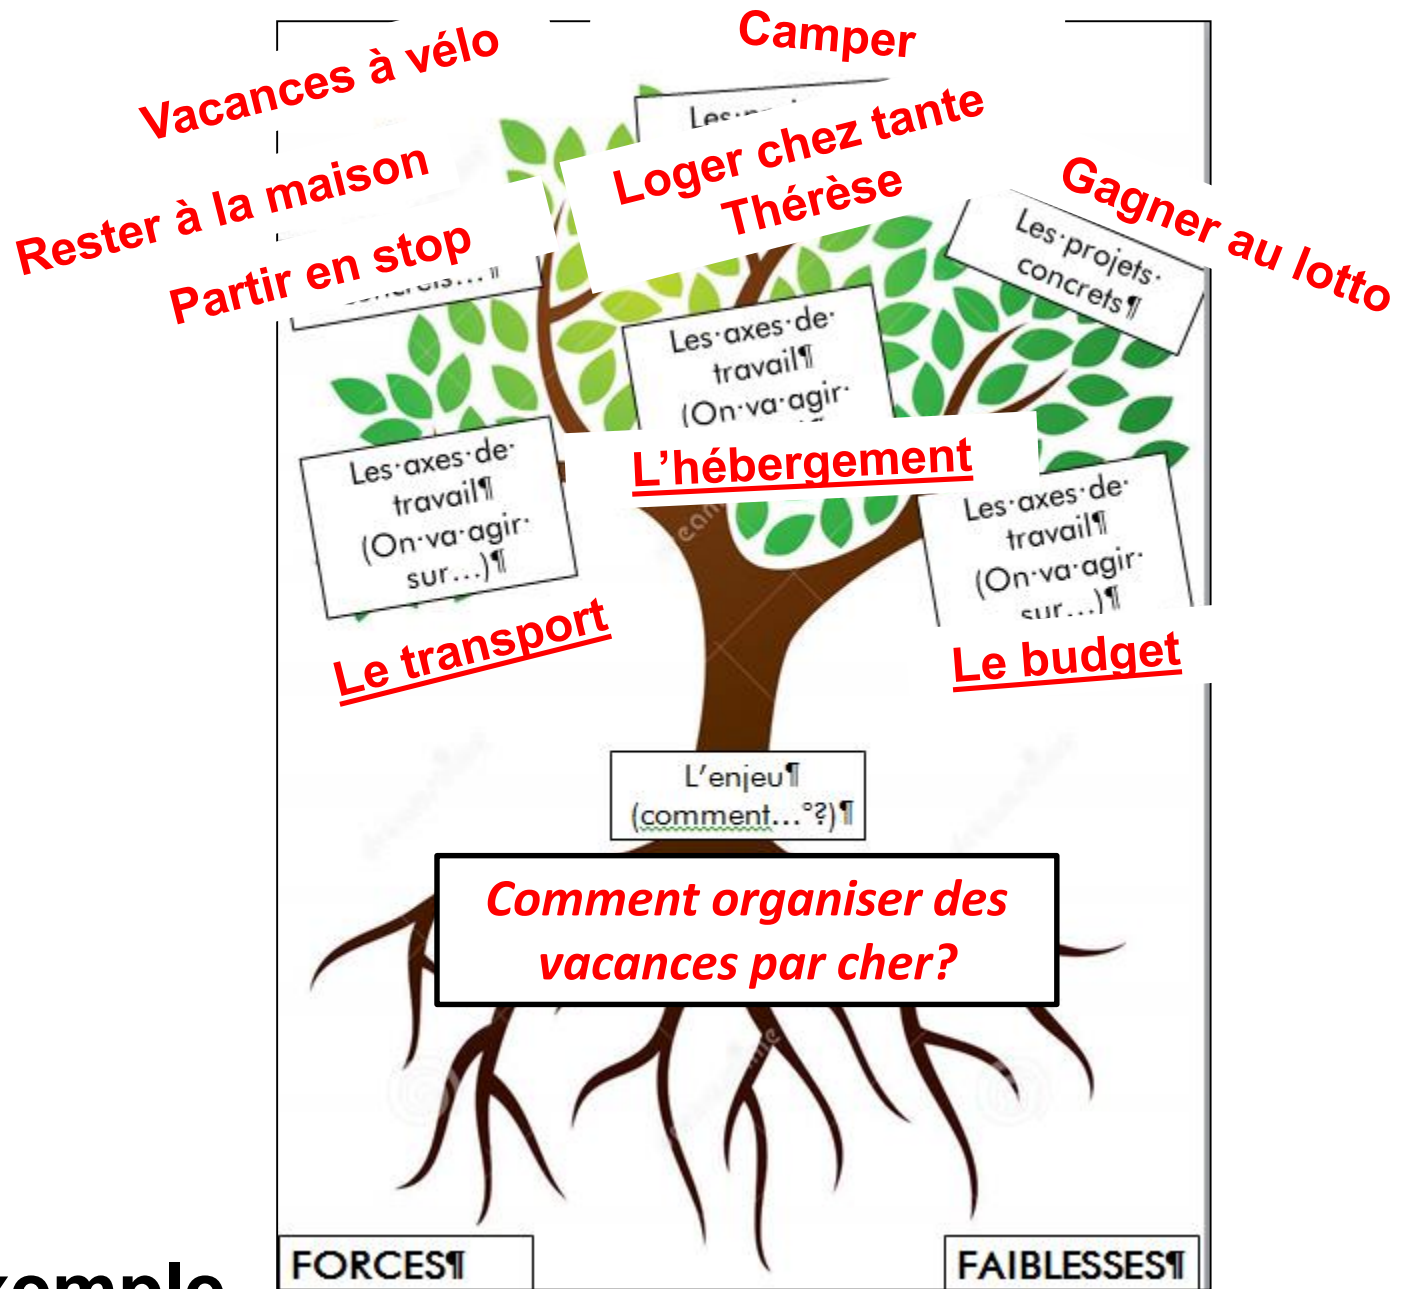 Camper
Vacances à vélo
Loger chez tante
Thérèse
Rester à la maison
Gagner au lotto
Partir en stop
Les·projets·
concrets¶
Les·axes·de·
travail¶
(On·va·agir·
L’hébergement
Les·axes·de·
travail¶
(On·va·agir·
sur...)¶
Le transport
Les·axes·de·
travail¶
(On·va·agir·
sur...)¶
Le budget
L’enjeu¶
(comment...°?)¶
Comment organiser des
vacances par cher?
FORCES¶
FAIBLESSES¶